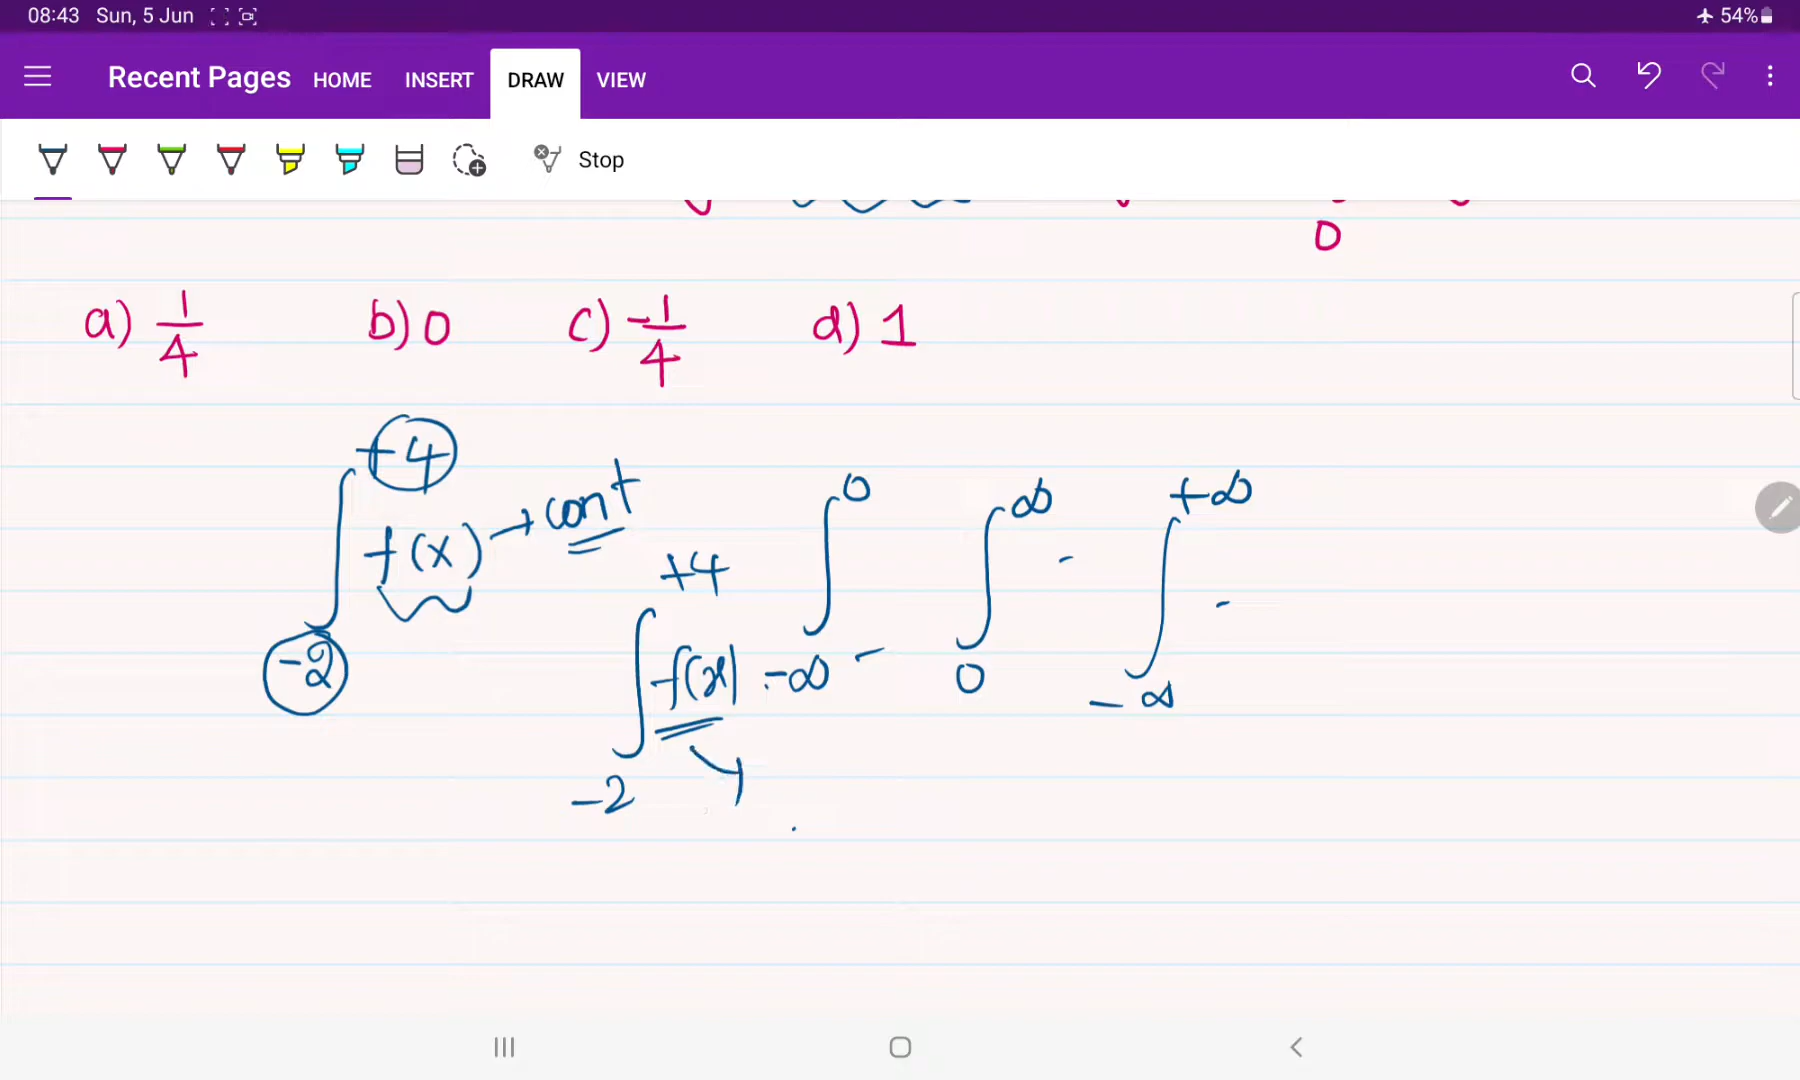 08:43 Sun, 5 Jun 54%
Recent Pages HOME INSERT DRAW VIEW
Stop
0
a) 1/4 b) 0 c) -1/4 d) 1
∫_{-2}^{+4} f(x) → cont
∫_{-2}^{+4} f(x)
∫_{-∞}^{0} -
∫_{0}^{∞} -
∫_{-∞}^{+∞} -